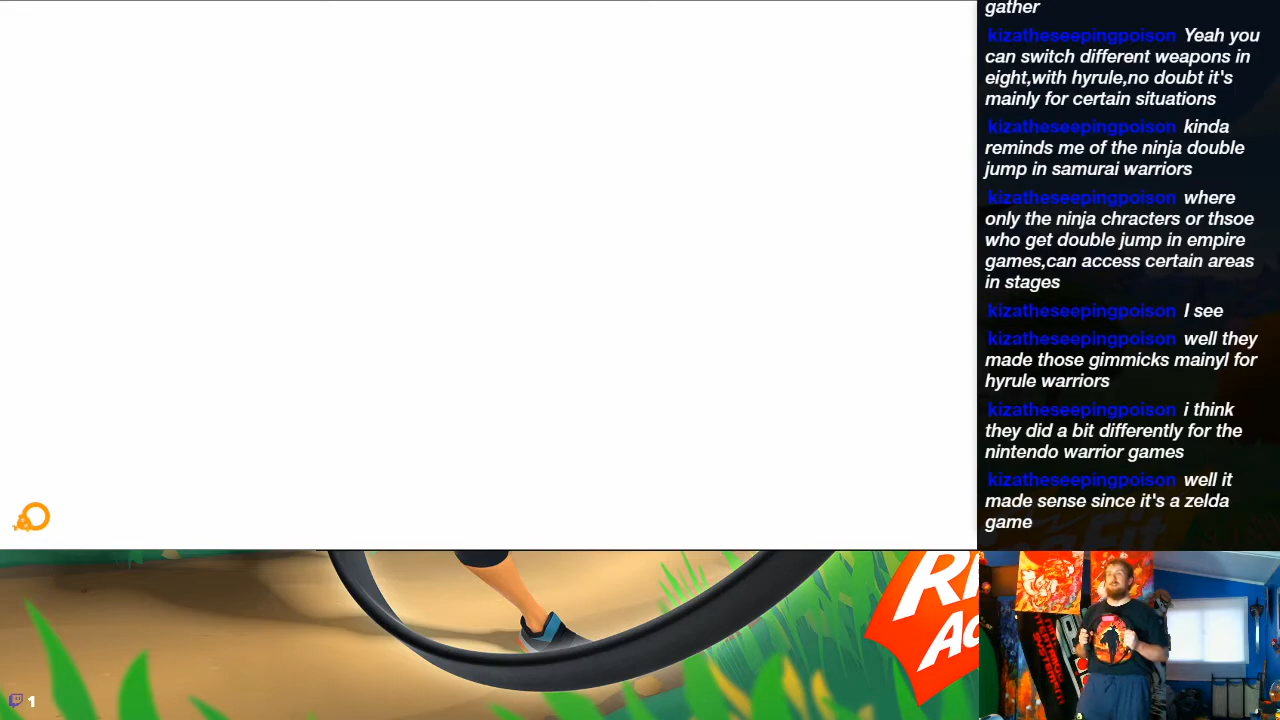 gather
kizatheseepingpoison Yeah you
can switch different weapons in
eight,with hyrule,no doubt it's
mainly for certain situations
kizatheseepingpoison kinda
reminds me of the ninja double
jump in samurai warriors
kizatheseepingpoison where
only the ninja chracters or thsoe
who get double jump in empire
games,can access certain areas
in stages
kizatheseepingpoison I see
kizatheseepingpoison well they
made those gimmicks mainyl for
hyrule warriors
kizatheseepingpoison i think
they did a bit differently for the
nintendo warrior games
kizatheseepingpoison well it
made sense since it's a zelda
game
1